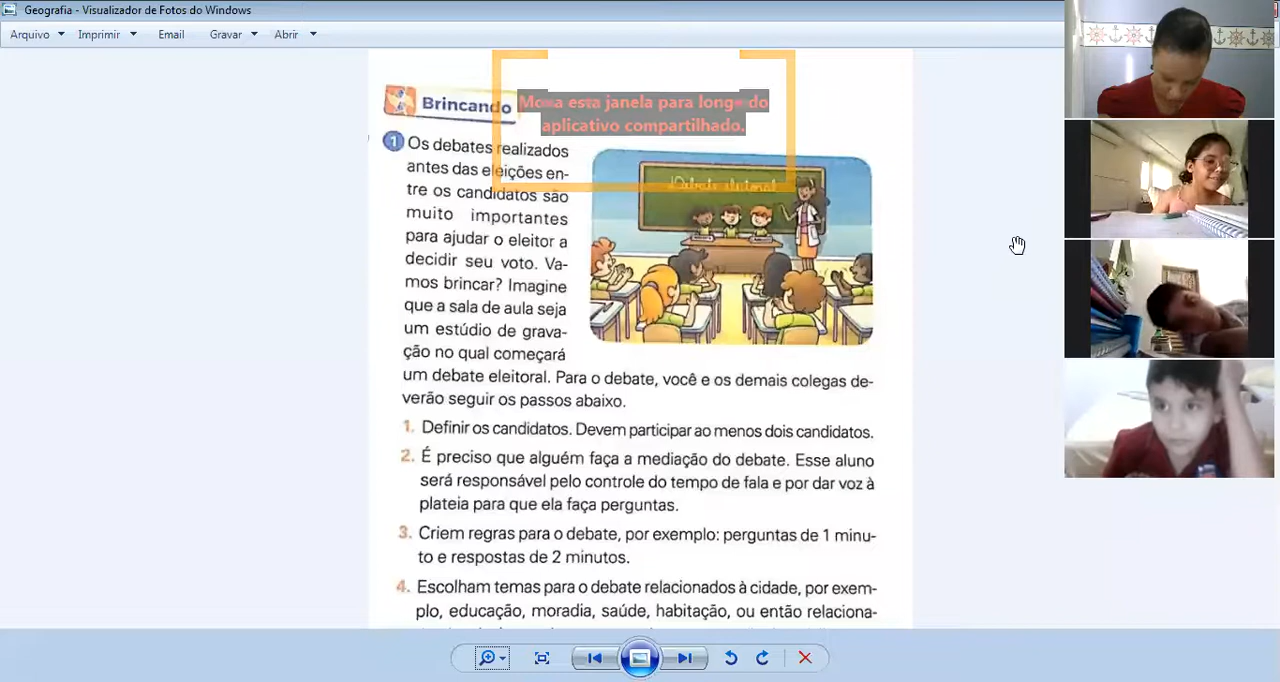 Geografia - Visualizador de Fotos do Windows
Arquivo Imprimir Email Gravar Abrir
Brincando
Mova esta janela para longe do
aplicativo compartilhado.
1 Os debates realizados
antes das eleições en-
tre os candidatos são
muito importantes
para ajudar o eleitor a
decidir seu voto. Va-
mos brincar? Imagine
que a sala de aula seja
um estúdio de grava-
ção no qual começará
um debate eleitoral. Para o debate, você e os demais colegas de-
verão seguir os passos abaixo.
Debate eleitoral
1. Definir os candidatos. Devem participar ao menos dois candidatos.
2. É preciso que alguém faça a mediação do debate. Esse aluno
será responsável pelo controle do tempo de fala e por dar voz à
plateia para que ela faça perguntas.
3. Criem regras para o debate, por exemplo: perguntas de 1 minu-
to e respostas de 2 minutos.
4. Escolham temas para o debate relacionados à cidade, por exem-
plo, educação, moradia, saúde, habitação, ou então relaciona-